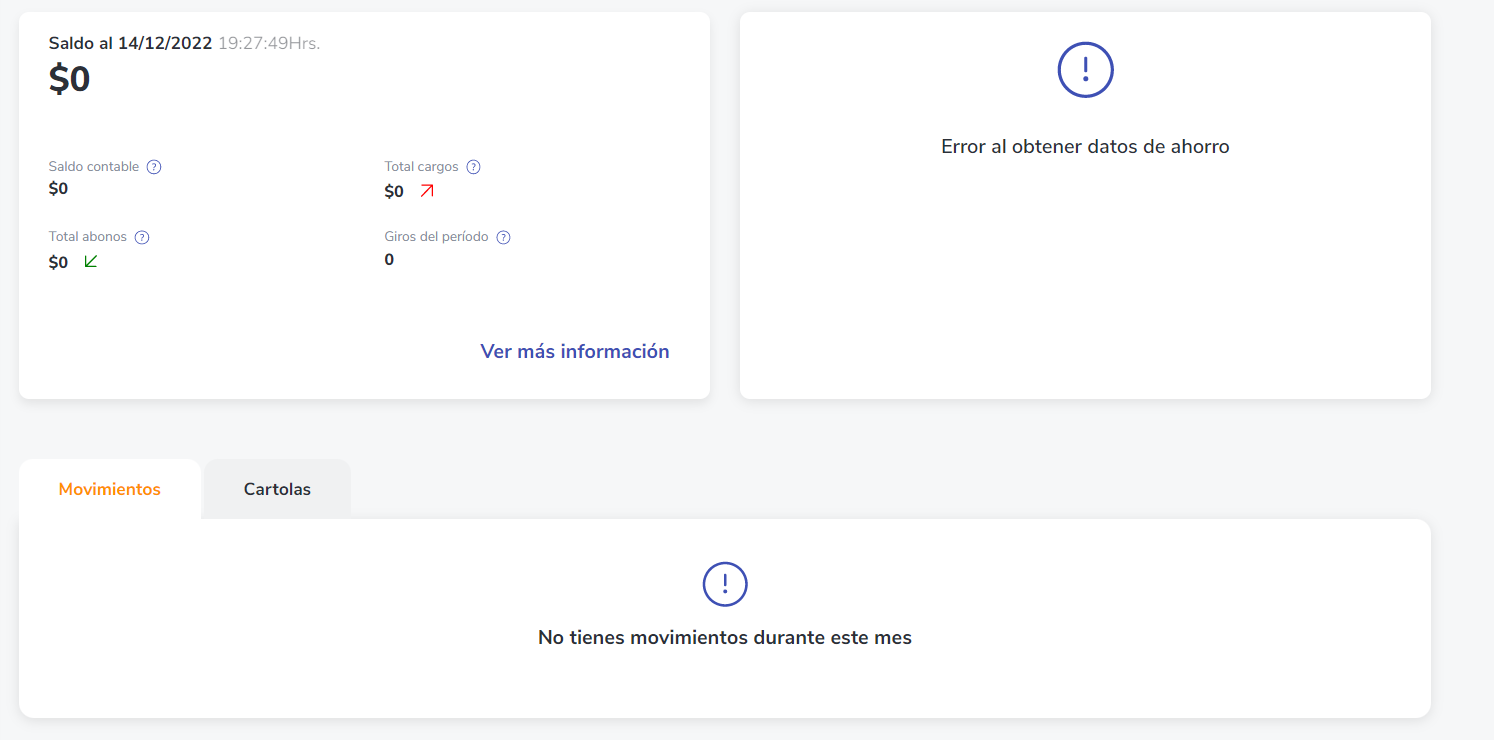 Saldo al 14/12/2022 19:27:49Hrs.
$0
Saldo contable ?
$0
Total cargos ?
$0
Total abonos ?
$0
Giros del período ?
0
Ver más información
!
Error al obtener datos de ahorro
Movimientos
Cartolas
!
No tienes movimientos durante este mes